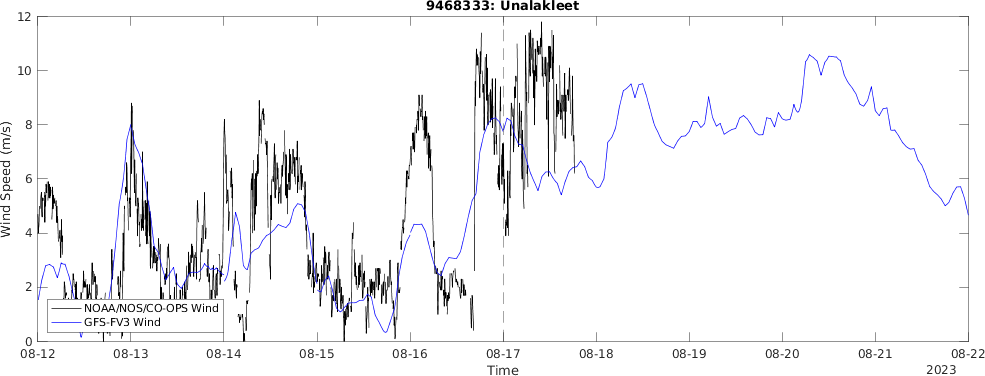 9468333: Unalakleet
Wind Speed (m/s)
12
10
8
6
4
2
0
NOAA/NOS/CO-OPS Wind
GFS-FV3 Wind
08-12 08-13 08-14 08-15 08-16 08-17 08-18 08-19 08-20 08-21 08-22
Time
2023